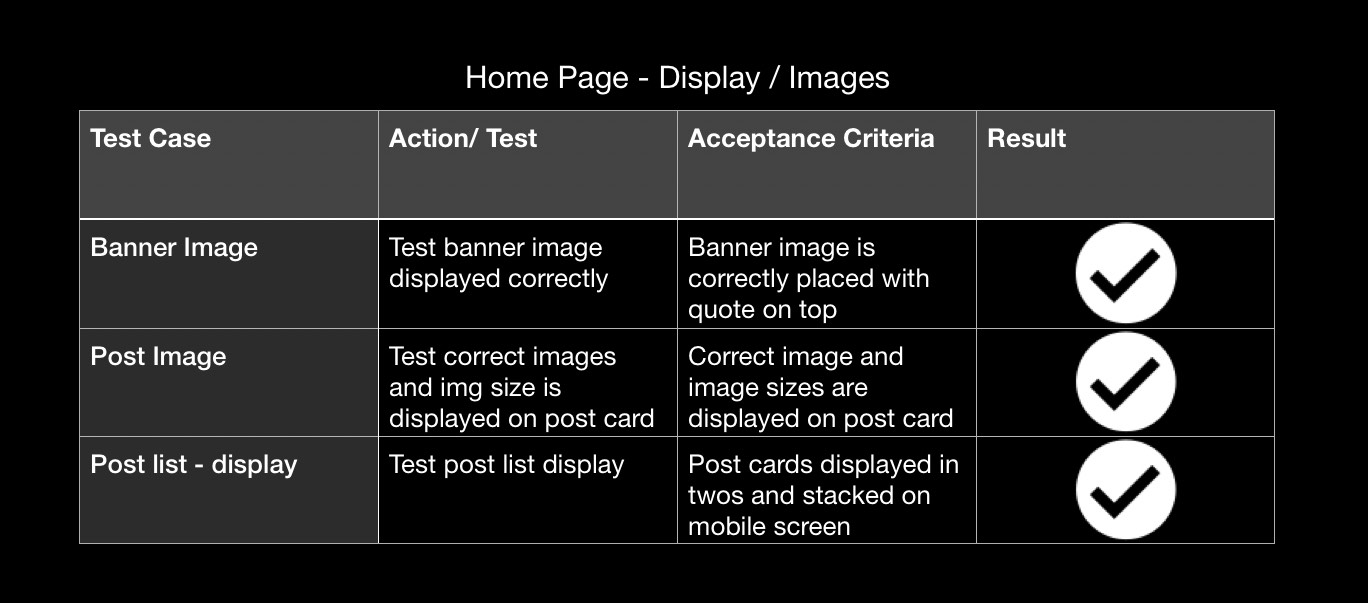 Home Page - Display / Images
Test Case
Action/ Test
Acceptance Criteria
Result
Banner Image
Test banner image
displayed correctly
Banner image is
correctly placed with
quote on top
Post Image
Test correct images
and img size is
displayed on post card
Correct image and
image sizes are
displayed on post card
Post list - display
Test post list display
Post cards displayed in
twos and stacked on
mobile screen